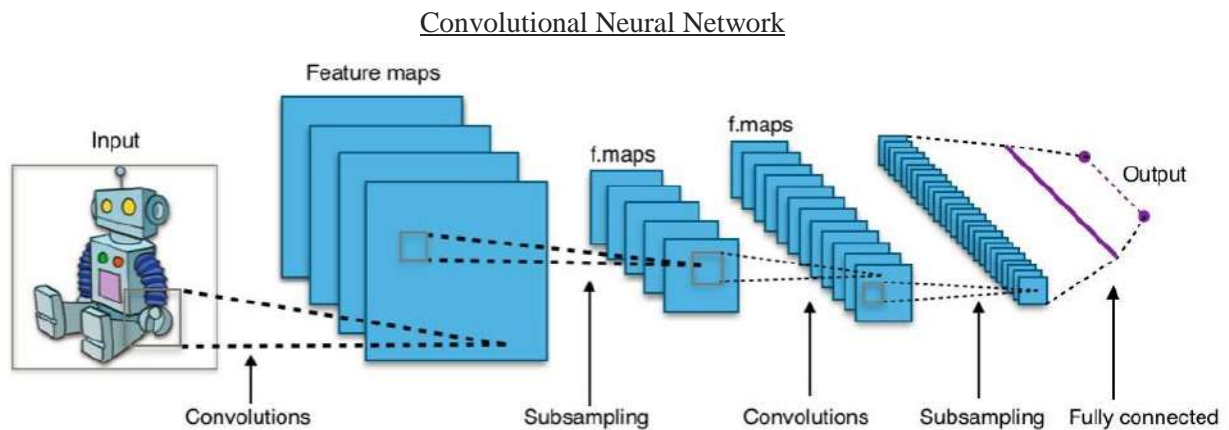 Convolutional Neural Network
Feature maps
Input
f.maps
f.maps
Output
Convolutions
Subsampling
Convolutions
Subsampling
Fully connected